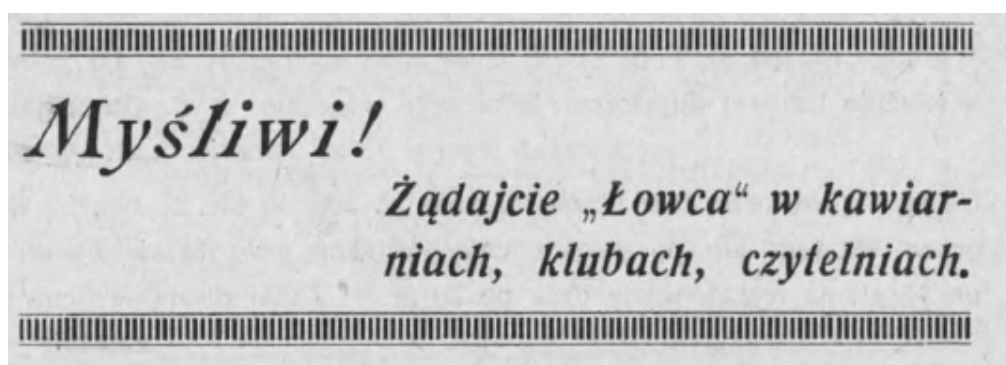 Myśliwi!
Żądajcie „Łowca“ w kawiar-
niach, klubach, czytelniach.